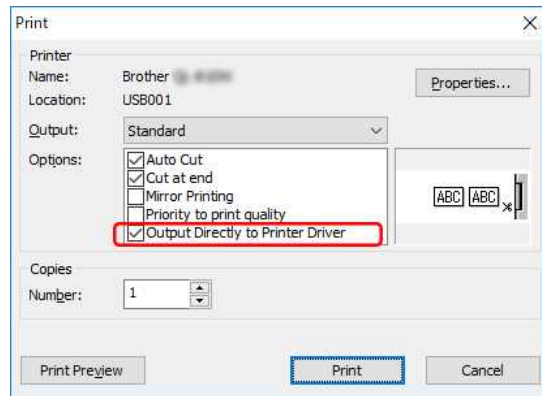 Print
Printer
Name: Brother
Properties...
Location: USB001
Output: Standard
Options:
Auto Cut
Cut at end
Mirror Printing
Priority to print quality
Output Directly to Printer Driver
ABC ABC
Copies
Number: 1
Print Preview Print Cancel